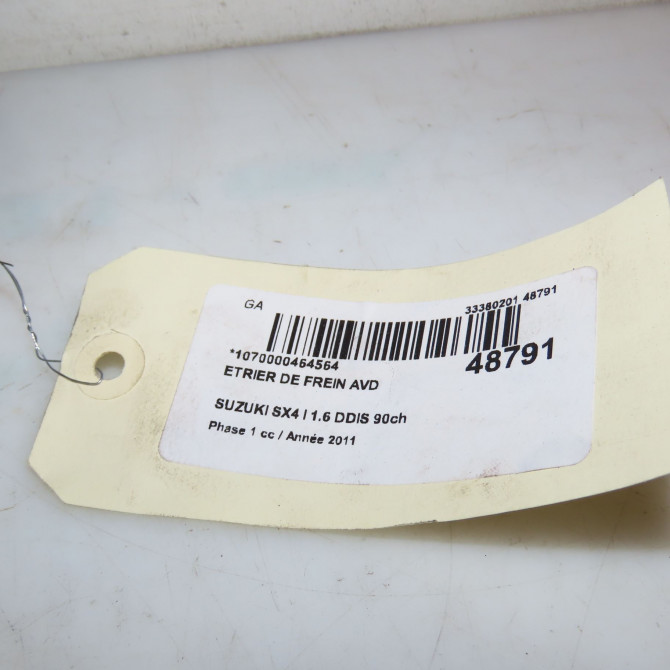 GA
33380201 48791
*1070000464564
48791
ETRIER DE FREIN AVD
SUZUKI SX4 I 1.6 DDIS 90ch
Phase 1 cc / Année 2011